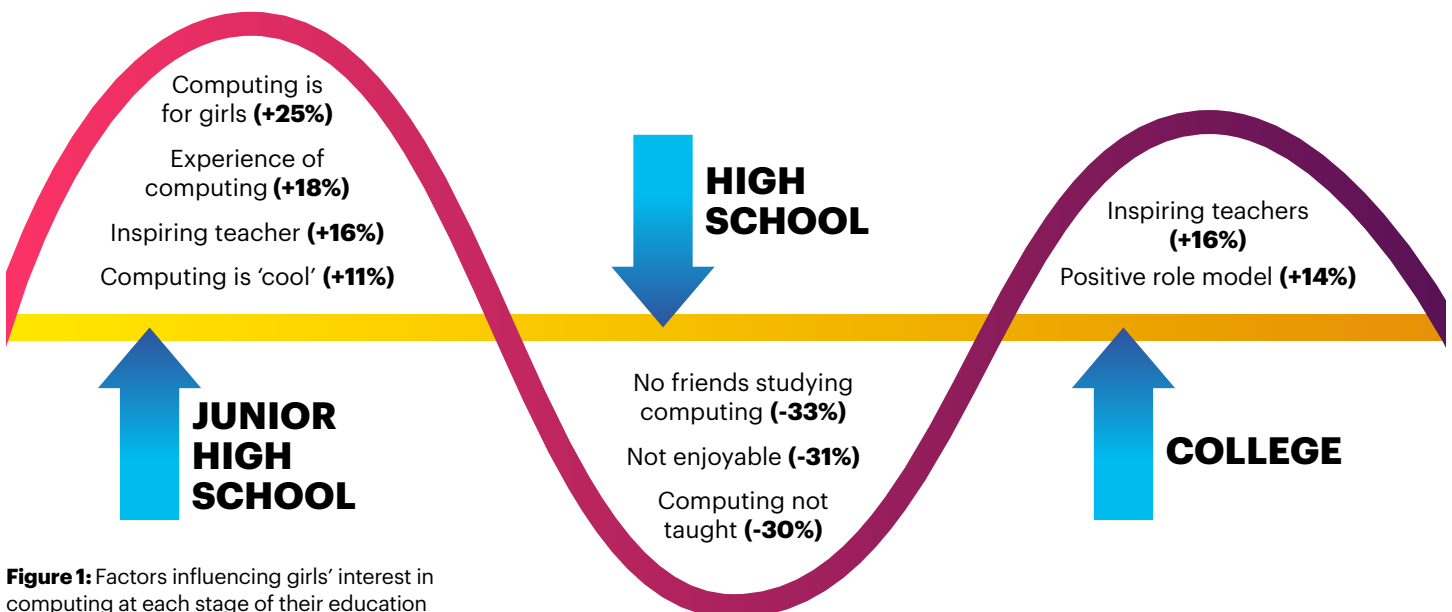 Computing is
for girls (+25%)
Experience of
computing (+18%)
Inspiring teacher (+16%)
Computing is ‘cool’ (+11%)
JUNIOR
HIGH
SCHOOL
HIGH
SCHOOL
No friends studying
computing (-33%)
Not enjoyable (-31%)
Computing not
taught (-30%)
Inspiring teachers
(+16%)
Positive role model (+14%)
COLLEGE
Figure 1: Factors influencing girls’ interest in
computing at each stage of their education